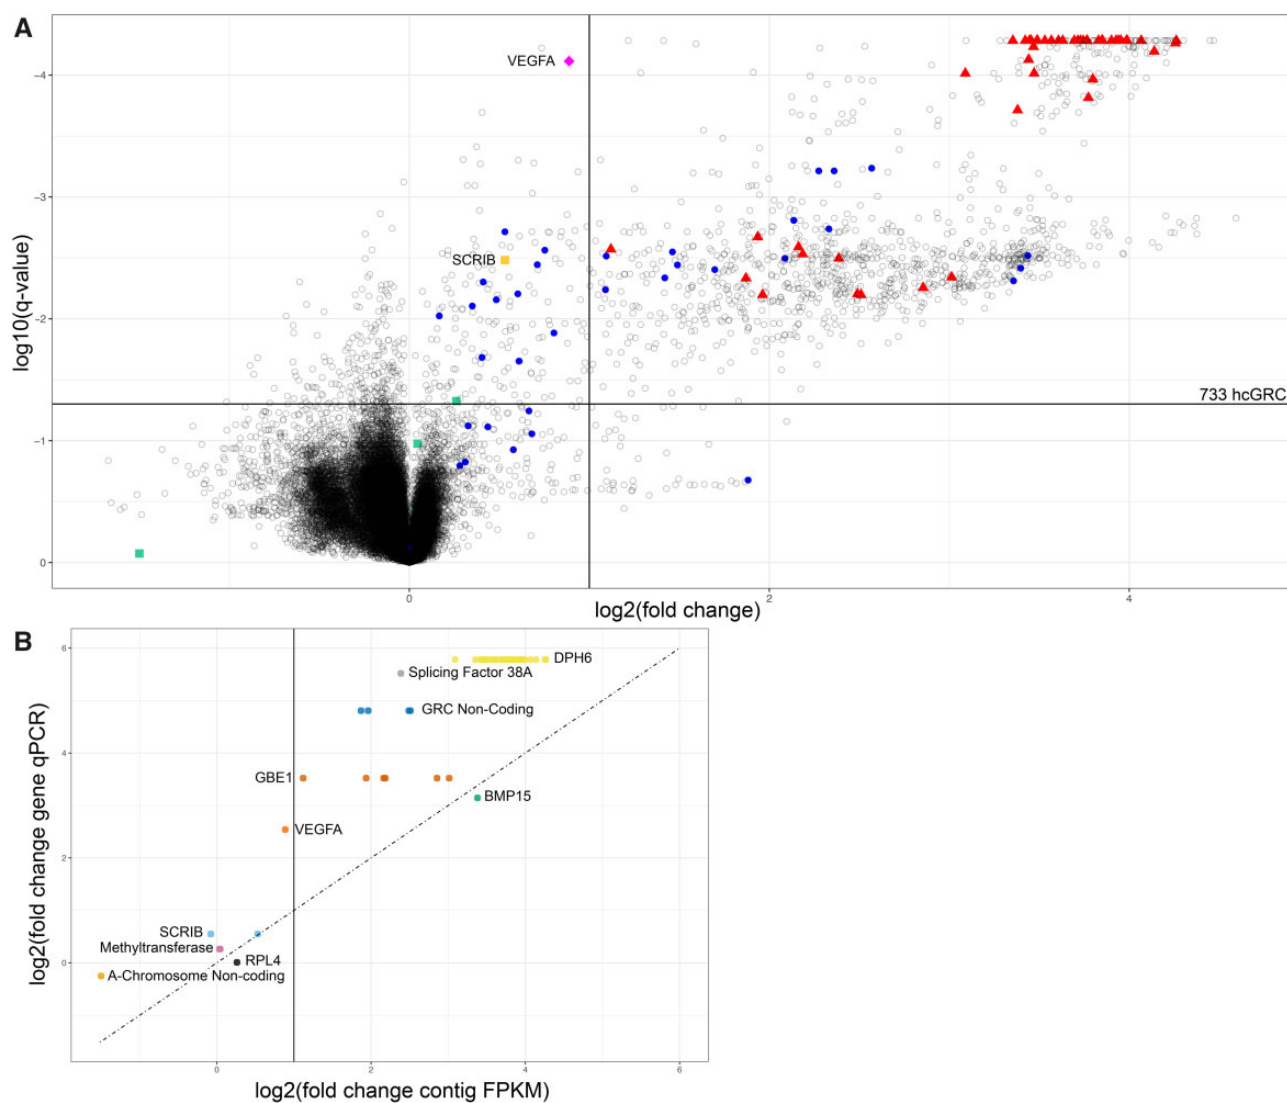 A
VEGFA
−4
−3
SCRIB
log10(q-value)
−2
733 hcGRC
−1
0
0
2
4
log2(fold change)
B
6
DPH6
Splicing Factor 38A
GRC Non-Coding
4
GBE1
BMP15
VEGFA
log2(fold change gene qPCR)
2
SCRIB
Methyltransferase
RPL4
0
A-Chromosome Non-coding
0
2
4
6
log2(fold change contig FPKM)